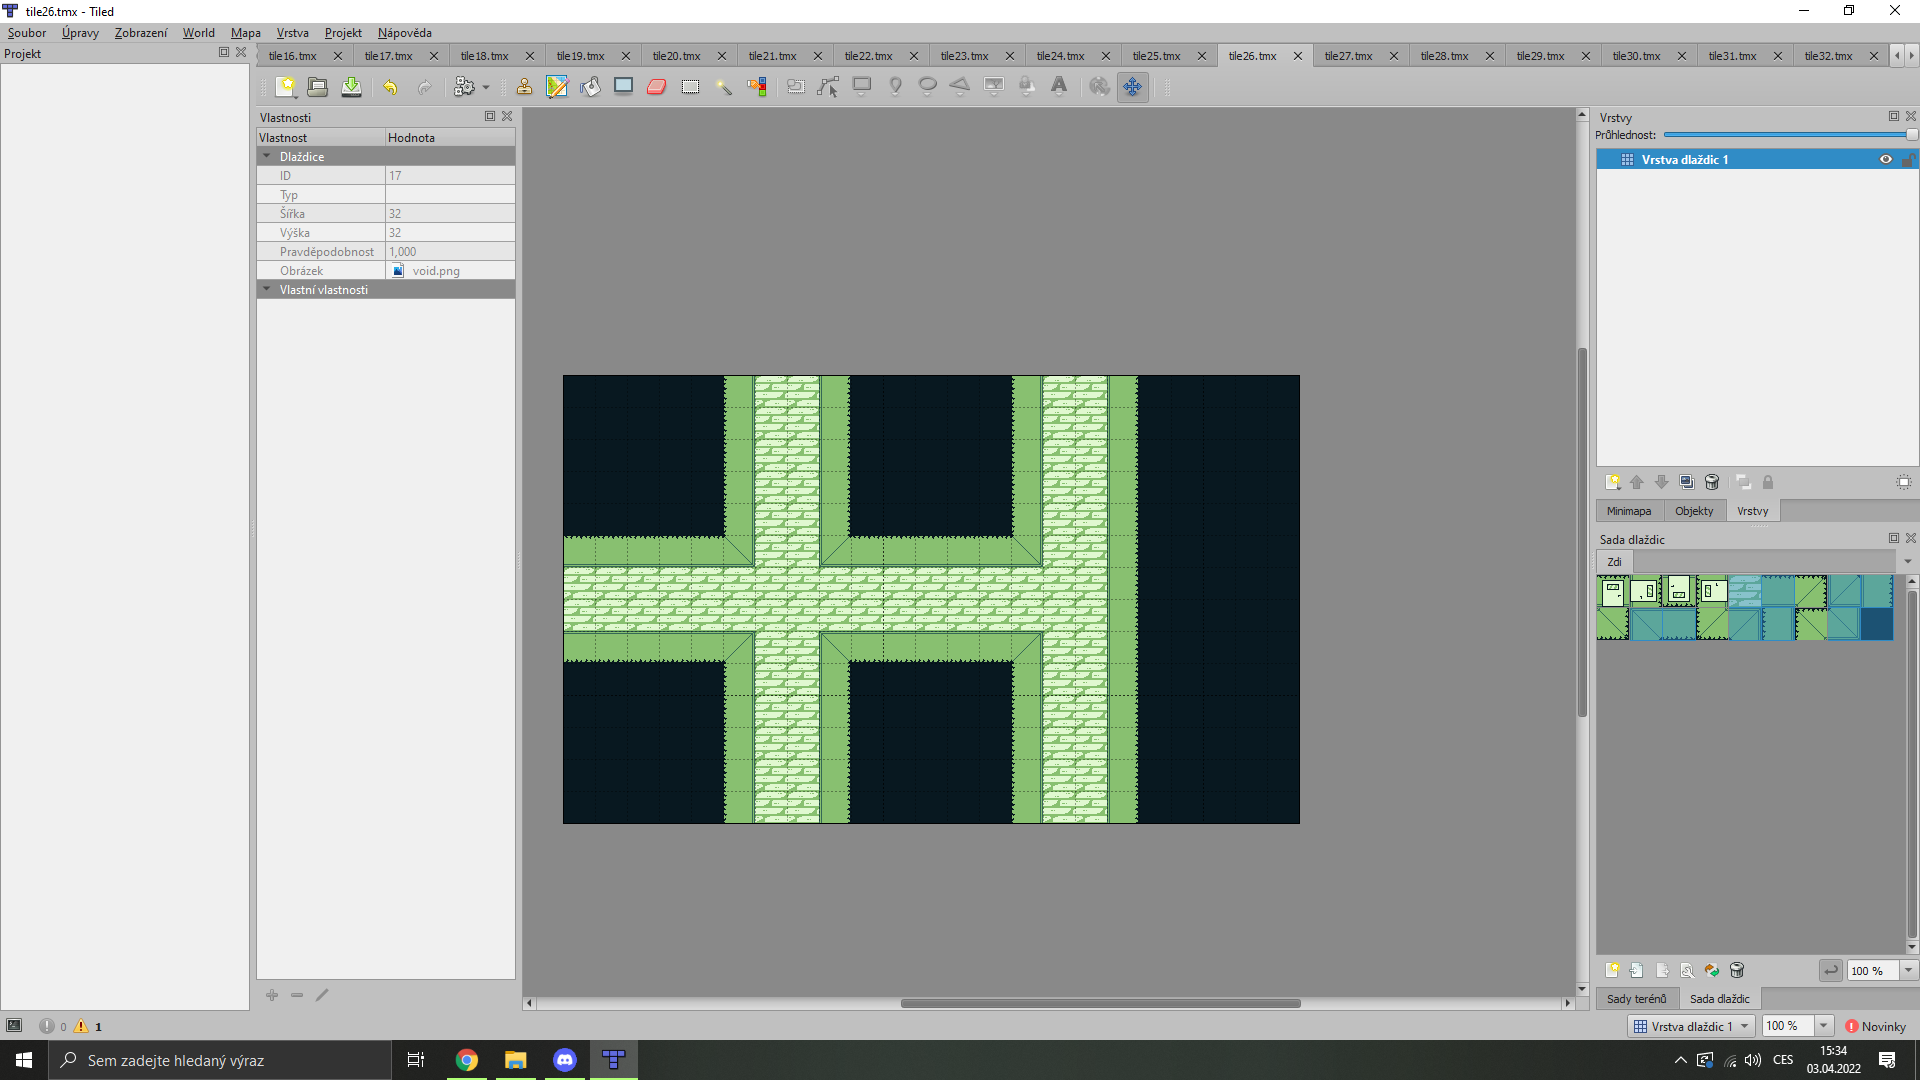 tile26.tmx - Tiled
Soubor Úpravy Zobrazení World Mapa Vrstva Projekt Nápověda
Projekt
tile16.tmx tile17.tmx tile18.tmx tile19.tmx tile20.tmx tile21.tmx tile22.tmx tile23.tmx tile24.tmx tile25.tmx tile26.tmx tile27.tmx tile28.tmx tile29.tmx tile30.tmx tile31.tmx tile32.tmx
Vlastnosti
Vlastnost Hodnota
Dlaždice
ID 17
Typ
Šířka 32
Výška 32
Pravděpodobnost 1,000
Obrázek void.png
Vlastní vlastnosti
Vrstvy
Průhlednost:
Vrstva dlaždic 1
Minimapa Objekty Vrstvy
Sada dlaždic
Zdi
100 %
Sady terénů Sada dlaždic
0 1
Vrstva dlaždic 1 100 % Novinky
Sem zadejte hledaný výraz
CES
15:34
03.04.2022